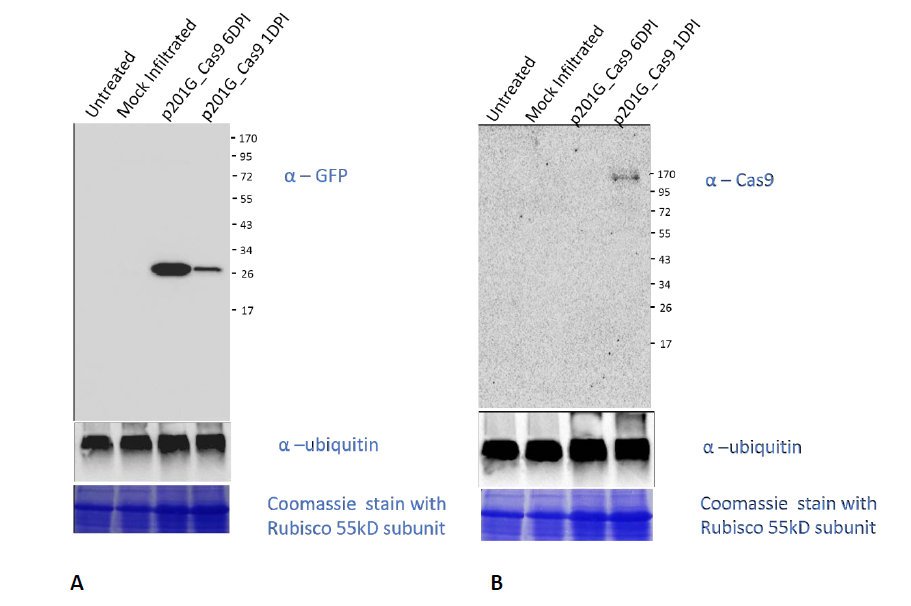 Untreated
Mock Infiltrated
p201G_Cas9 6DPI
p201G_Cas9 1DPI
170
95
72
55
43
34
26
17
α – GFP
α –ubiquitin
Coomassie stain with
Rubisco 55kD subunit
A
Untreated
Mock Infiltrated
p201G_Cas9 6DPI
p201G_Cas9 1DPI
170
95
72
55
43
34
26
17
α – Cas9
α –ubiquitin
Coomassie stain with
Rubisco 55kD subunit
B